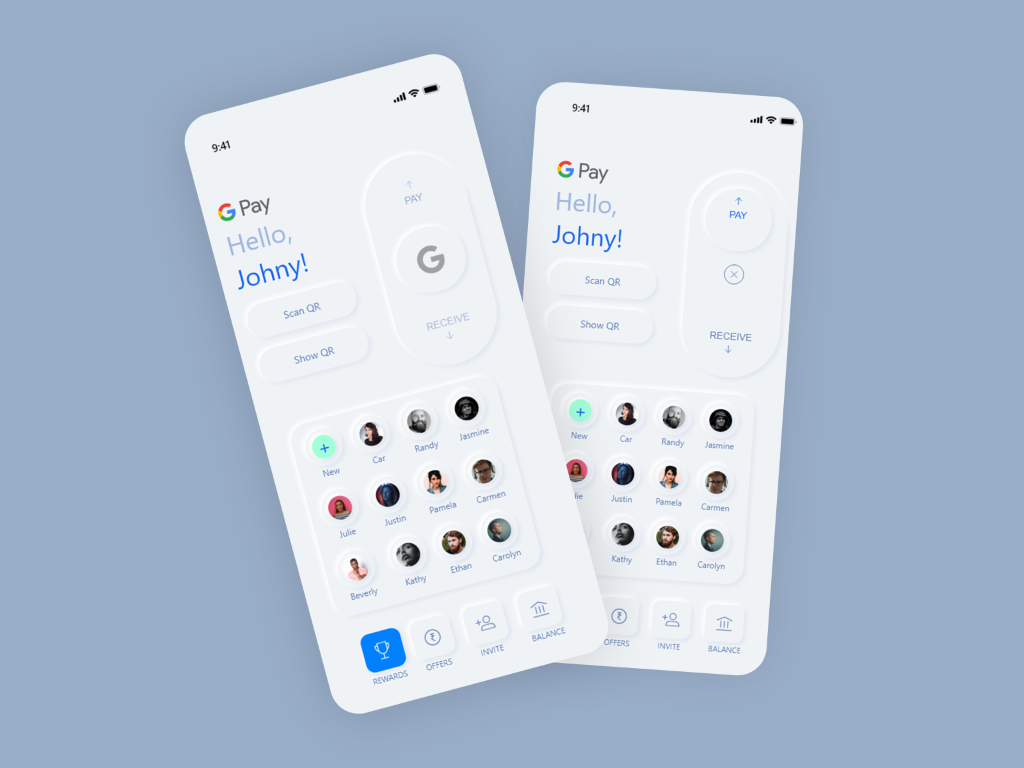 9:41
G Pay
Hello,
Johny!
Scan QR
Show QR
PAY
G
RECEIVE
New
Car
Randy
Jasmine
Julie
Justin
Pamela
Carmen
Beverly
Kathy
Ethan
Carolyn
REWARDS
OFFERS
INVITE
BALANCE
9:41
G Pay
Hello,
Johny!
Scan QR
Show QR
PAY
RECEIVE
New
Car
Randy
Jasmine
lie
Justin
Pamela
Carmen
Kathy
Ethan
Carolyn
OFFERS
INVITE
BALANCE